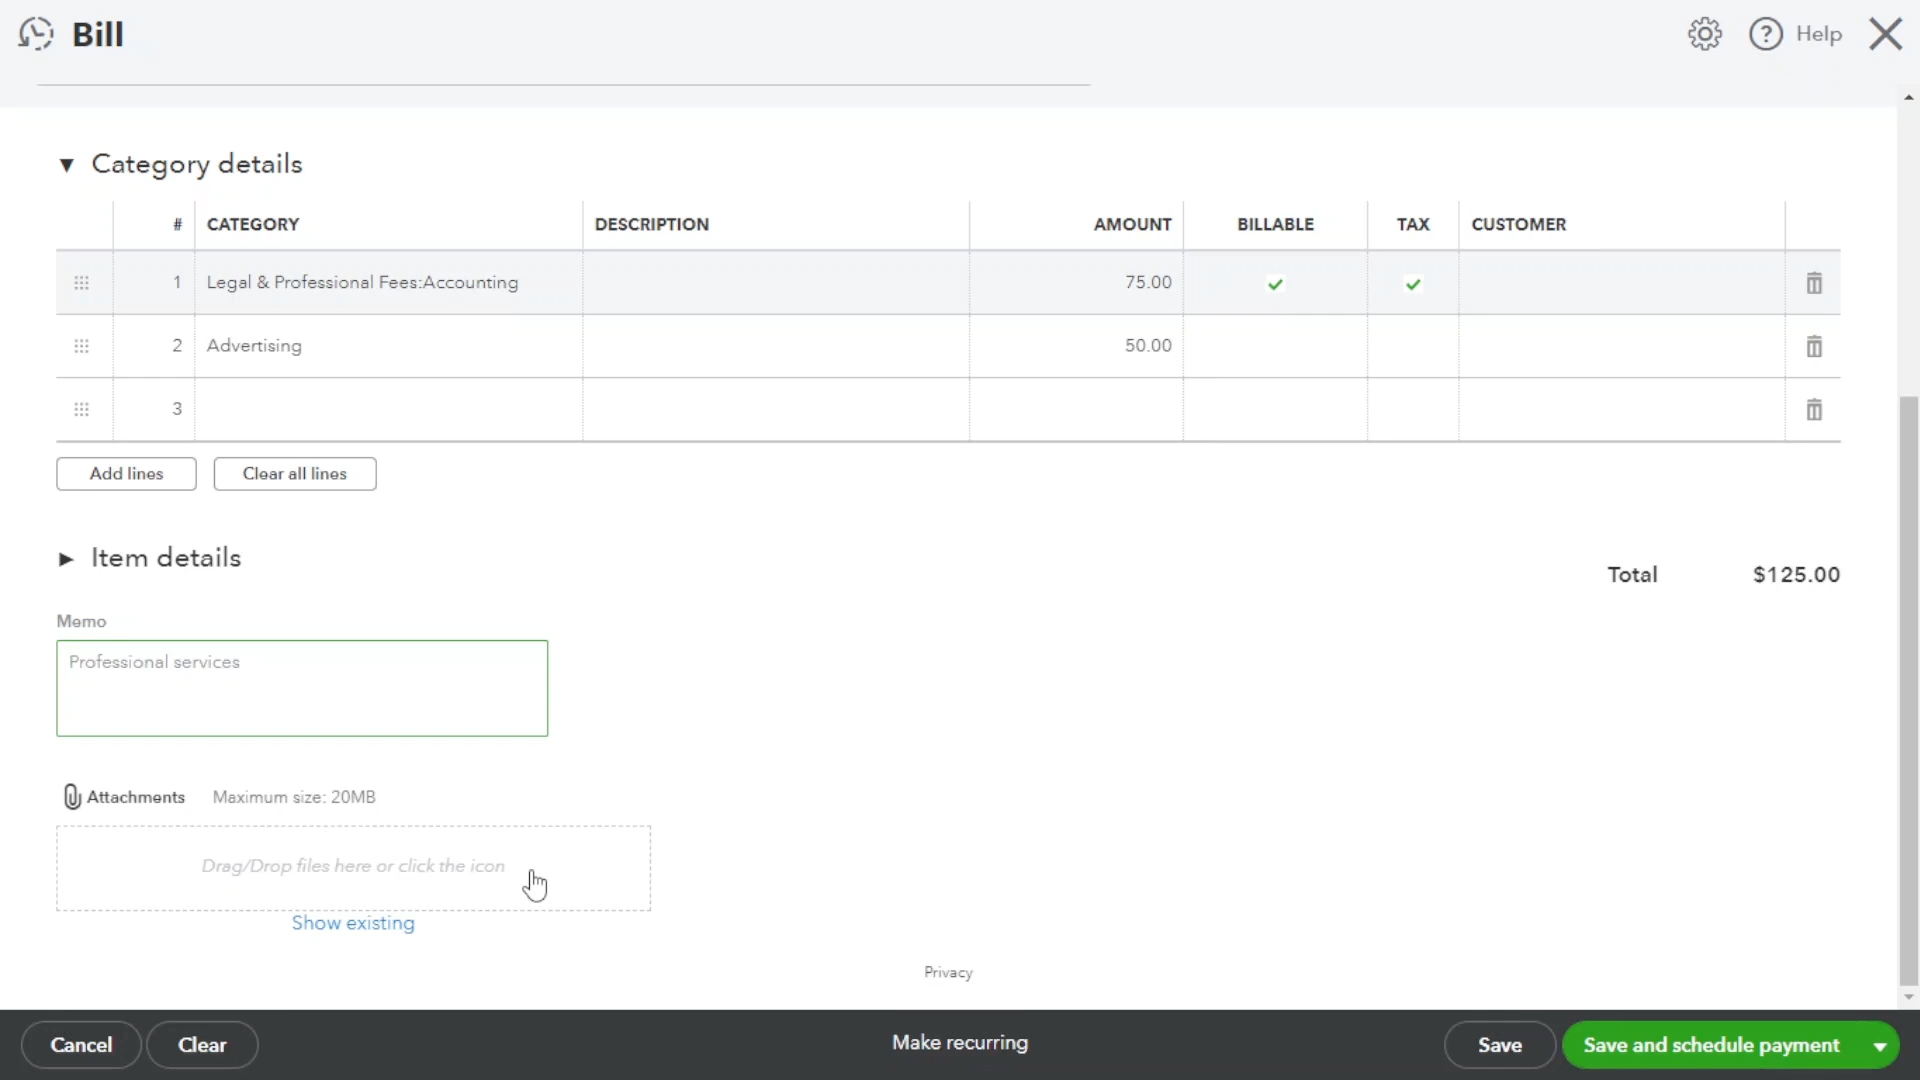 Bill
Help
Category details
# CATEGORY DESCRIPTION AMOUNT BILLABLE TAX CUSTOMER
1 Legal & Professional Fees:Accounting 75.00
2 Advertising 50.00
3
Add lines Clear all lines
Item details
Total $125.00
Memo
Professional services
Attachments Maximum size: 20MB
Drag/Drop files here or click the icon
Show existing
Privacy
Cancel Clear Make recurring Save Save and schedule payment